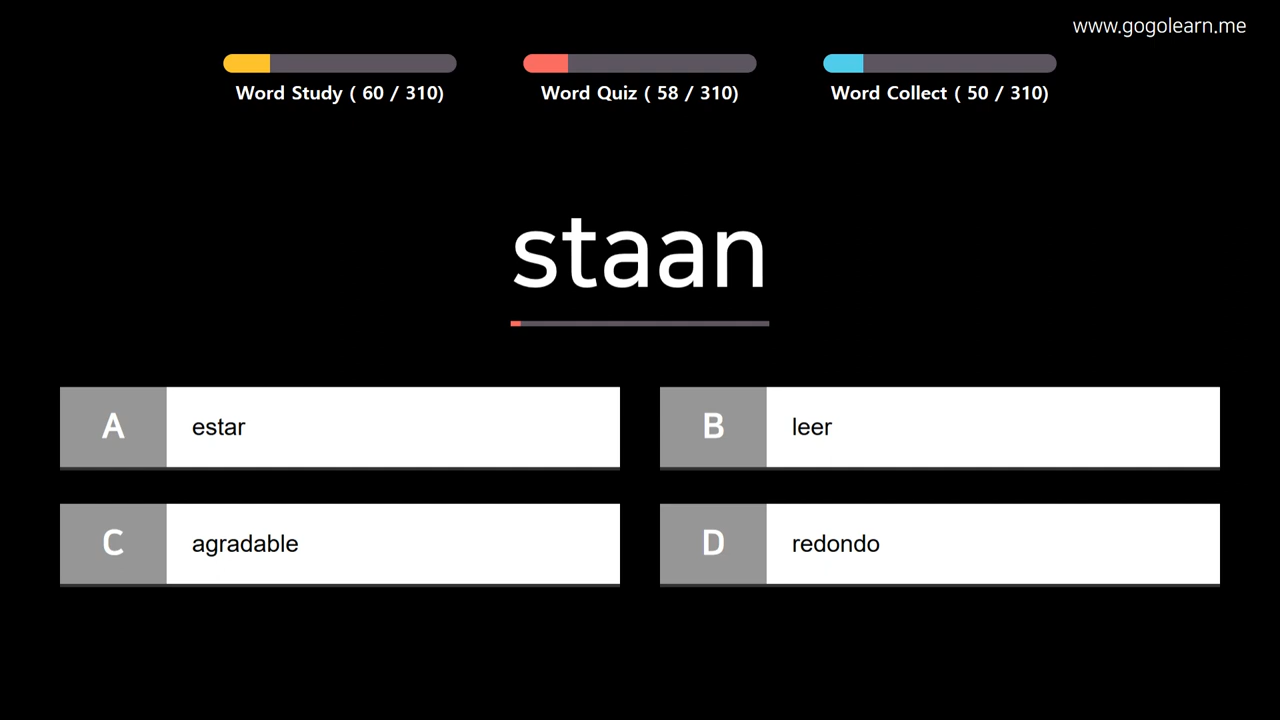 www.gogolearn.me
Word Study ( 60 / 310)
Word Quiz ( 58 / 310)
Word Collect ( 50 / 310)
staan
A estar
B leer
C agradable
D redondo